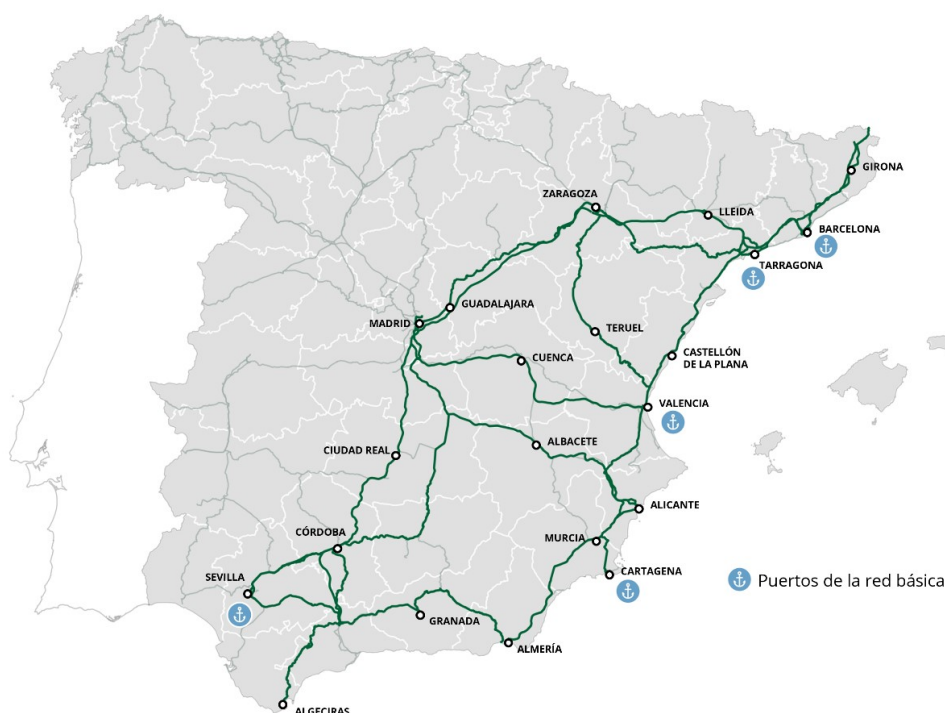 GIRONA
ZARAGOZA
LLEIDA
BARCELONA
TARRAGONA
GUADALAJARA
MADRID
TERUEL
CUENCA
CASTELLÓN
DE LA PLANA
VALENCIA
ALBACETE
CIUDAD REAL
ALICANTE
CÓRDOBA
MURCIA
CARTAGENA
SEVILLA
Puertos de la red básica
GRANADA
ALMERÍA
ALGECIRAS